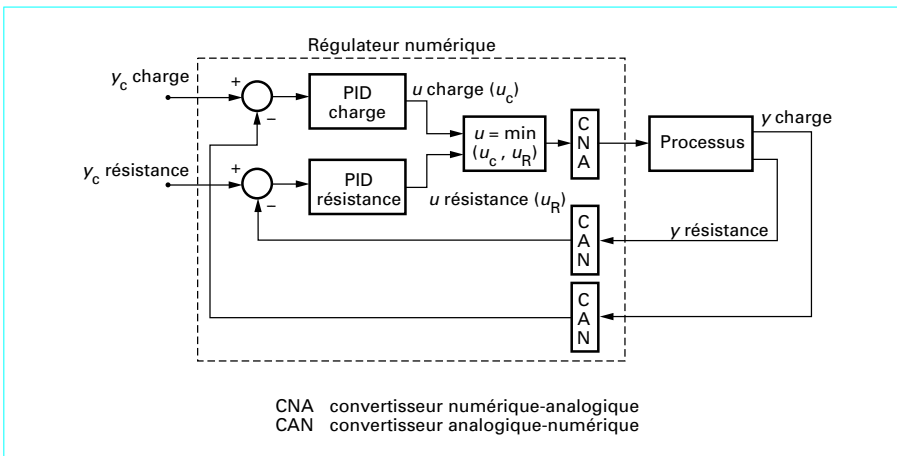 Régulateur numérique
y_c charge
+
−
PID
charge
u charge (u_c)
u = min
(u_c , u_R)
C
N
A
Processus
y charge
y_c résistance
+
−
PID
résistance
u résistance (u_R)
C
A
N
y résistance
C
A
N
CNA convertisseur numérique-analogique
CAN convertisseur analogique-numérique